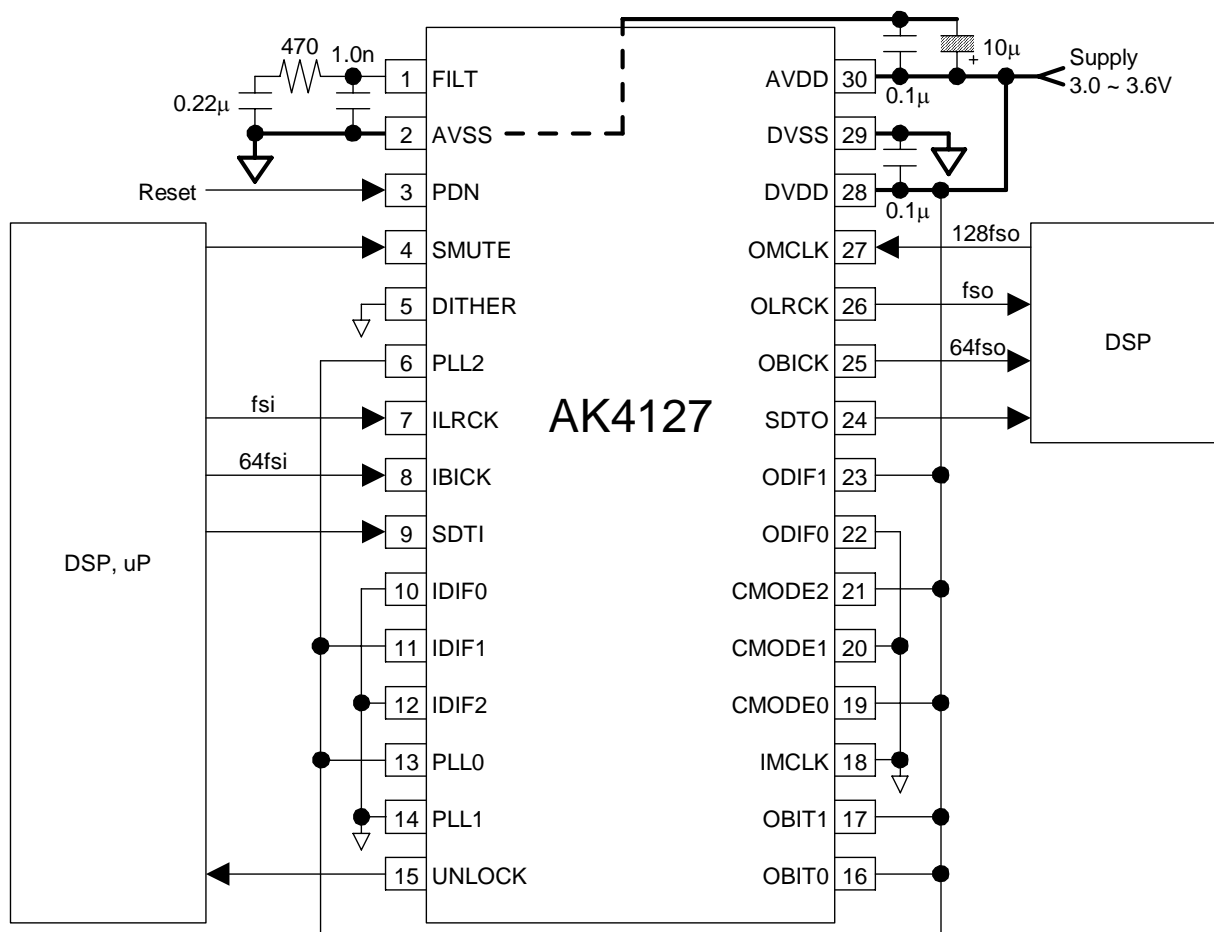 470
1.0n
0.22μ
10μ
+
0.1μ
Supply
3.0 ~ 3.6V
0.1μ
Reset
1 FILT
2 AVSS
3 PDN
4 SMUTE
5 DITHER
6 PLL2
7 ILRCK
8 IBICK
9 SDTI
10 IDIF0
11 IDIF1
12 IDIF2
13 PLL0
14 PLL1
15 UNLOCK
fsi
64fsi
DSP, uP
AK4127
AVDD 30
DVSS 29
DVDD 28
OMCLK 27
OLRCK 26
OBICK 25
SDTO 24
ODIF1 23
ODIF0 22
CMODE2 21
CMODE1 20
CMODE0 19
IMCLK 18
OBIT1 17
OBIT0 16
128fso
fso
64fso
DSP